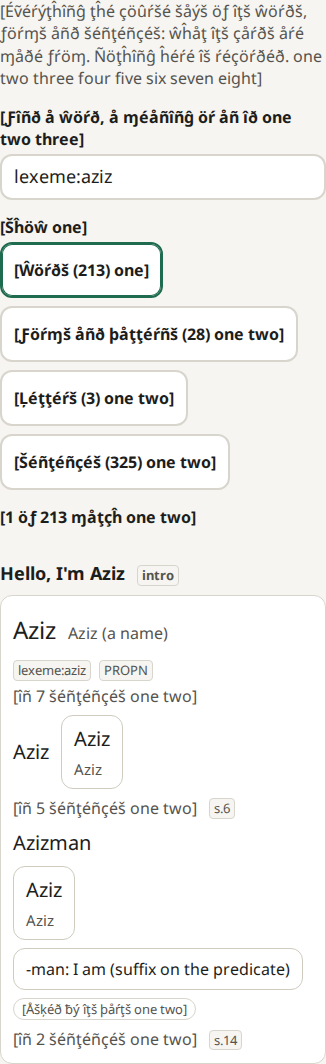 [Éṽéŕýţĥîñĝ ţĥé çöûŕšé šåýš öƒ îţš ŵöŕðš,
ƒöŕɱš åñð šéñţéñçéš: ŵĥåţ îţš çåŕðš åŕé
ɱåðé ƒŕöɱ. Ñöţĥîñĝ ĥéŕé îš ŕéçöŕðéð. one
two three four five six seven eight]
[Ƒîñð å ŵöŕð, å ɱéåñîñĝ öŕ åñ îð one
two three]
lexeme:aziz
[Šĥöŵ one]
[Ŵöŕðš (213) one]
[Ƒöŕɱš åñð þåţţéŕñš (28) one two]
[Ļéţţéŕš (3) one two]
[Šéñţéñçéš (325) one two]
[1 öƒ 213 ɱåţçĥ one two]
Hello, I'm Aziz intro
Aziz Aziz (a name)
lexeme:aziz PROPN
[îñ 7 šéñţéñçéš one two]
Aziz Aziz
Aziz
[îñ 5 šéñţéñçéš one two] s.6
Azizman
Aziz
Aziz
-man: I am (suffix on the predicate)
[Åšķéð ƀý îţš þåŕţš one two]
[îñ 2 šéñţéñçéš one two] s.14